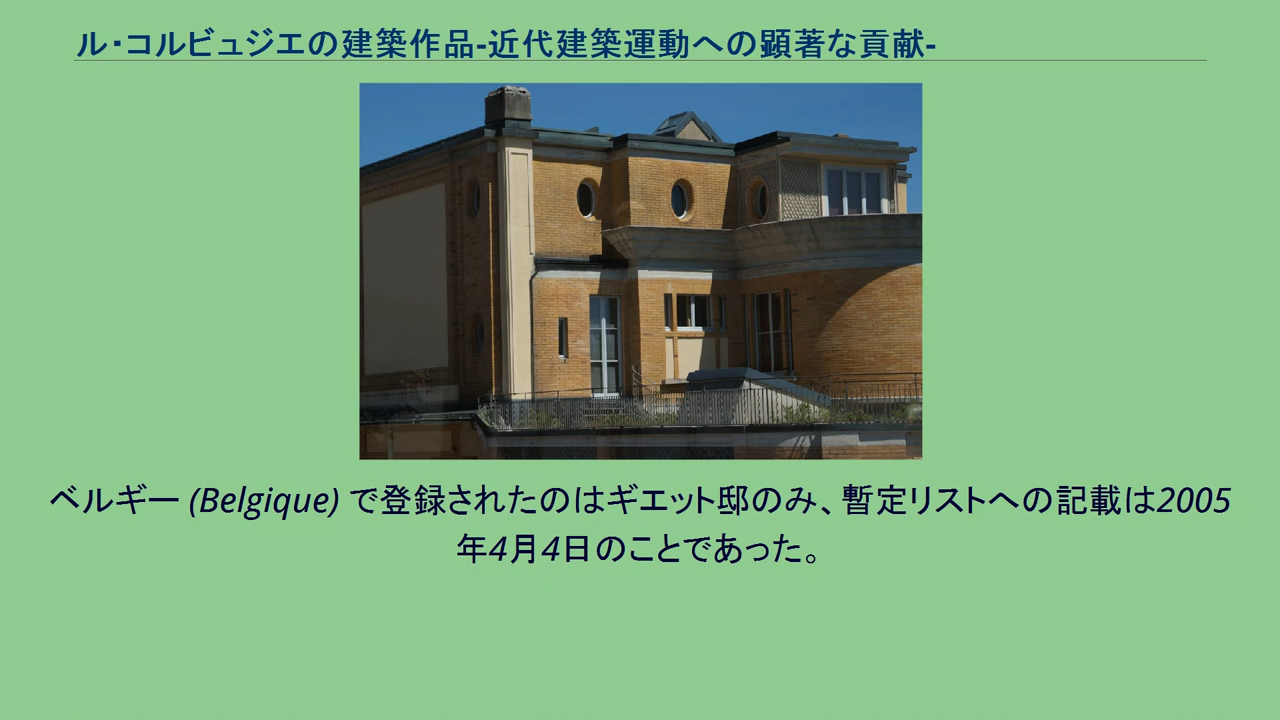 ル・コルビュジエの建築作品-近代建築運動への顕著な貢献-
ベルギー (Belgique) で登録されたのはギエット邸のみ、暫定リストへの記載は2005
年4月4日のことであった。